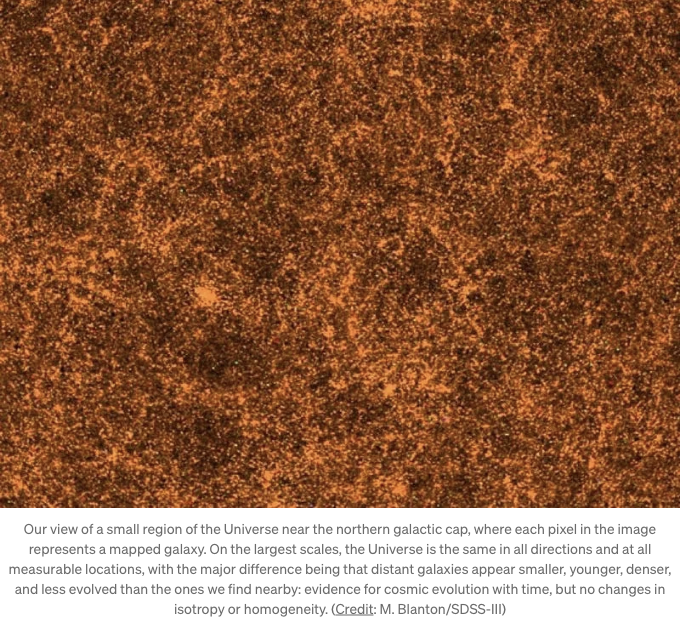 Our view of a small region of the Universe near the northern galactic cap, where each pixel in the image
represents a mapped galaxy. On the largest scales, the Universe is the same in all directions and at all
measurable locations, with the major difference being that distant galaxies appear smaller, younger, denser,
and less evolved than the ones we find nearby: evidence for cosmic evolution with time, but no changes in
isotropy or homogeneity. (Credit: M. Blanton/SDSS-III)